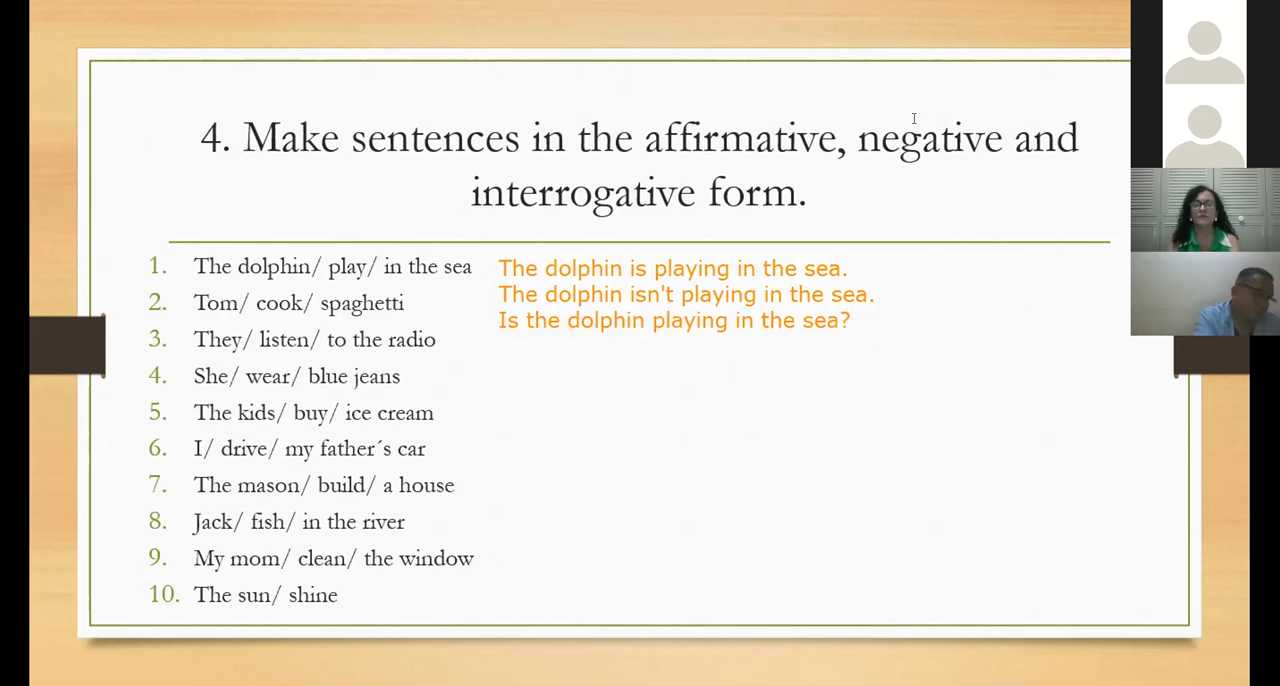 4. Make sentences in the affirmative, negative and
interrogative form.
1. The dolphin/ play/ in the sea
2. Tom/ cook/ spaghetti
3. They/ listen/ to the radio
4. She/ wear/ blue jeans
5. The kids/ buy/ ice cream
6. I/ drive/ my father´s car
7. The mason/ build/ a house
8. Jack/ fish/ in the river
9. My mom/ clean/ the window
10. The sun/ shine
The dolphin is playing in the sea.
The dolphin isn't playing in the sea.
Is the dolphin playing in the sea?